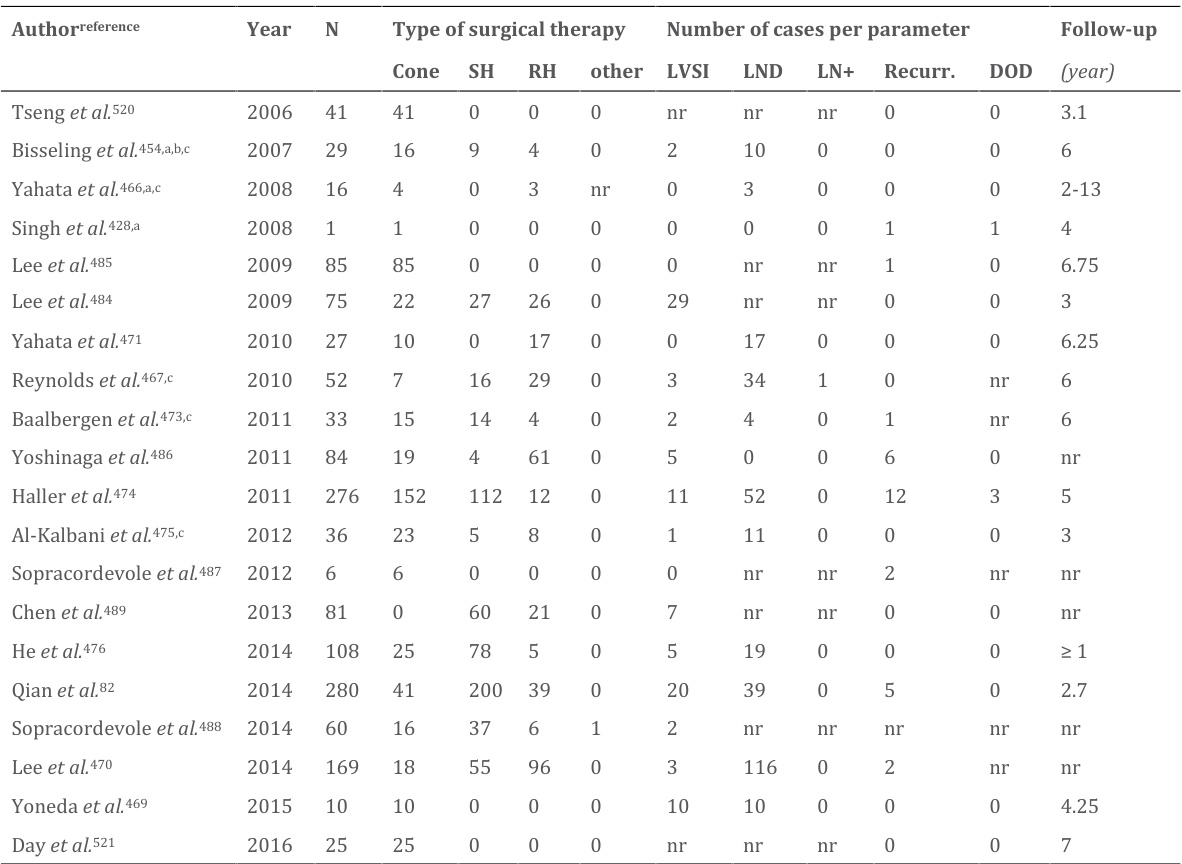 Authorreference Year N Type of surgical therapy Number of cases per parameter Follow-up
Cone SH RH other LVSI LND LN+ Recurr. DOD (year)
Tseng et al.520 2006 41 41 0 0 0 nr nr nr 0 0 3.1
Bisseling et al.454,a,b,c 2007 29 16 9 4 0 2 10 0 0 0 6
Yahata et al.466,a,c 2008 16 4 0 3 nr 0 3 0 0 0 2-13
Singh et al.428,a 2008 1 1 0 0 0 0 0 0 1 1 4
Lee et al.485 2009 85 85 0 0 0 0 nr nr 1 0 6.75
Lee et al.484 2009 75 22 27 26 0 29 nr nr 0 0 3
Yahata et al.471 2010 27 10 0 17 0 0 17 0 0 0 6.25
Reynolds et al.467,c 2010 52 7 16 29 0 3 34 1 0 nr 6
Baalbergen et al.473,c 2011 33 15 14 4 0 2 4 0 1 nr 6
Yoshinaga et al.486 2011 84 19 4 61 0 5 0 0 6 0 nr
Haller et al.474 2011 276 152 112 12 0 11 52 0 12 3 5
Al-Kalbani et al.475,c 2012 36 23 5 8 0 1 11 0 0 0 3
Sopracordevole et al.487 2012 6 6 0 0 0 0 nr nr 2 nr nr
Chen et al.489 2013 81 0 60 21 0 7 nr nr 0 0 nr
He et al.476 2014 108 25 78 5 0 5 19 0 0 0 ≥ 1
Qian et al.82 2014 280 41 200 39 0 20 39 0 5 0 2.7
Sopracordevole et al.488 2014 60 16 37 6 1 2 nr nr nr nr nr
Lee et al.470 2014 169 18 55 96 0 3 116 0 2 nr nr
Yoneda et al.469 2015 10 10 0 0 0 10 10 0 0 0 4.25
Day et al.521 2016 25 25 0 0 0 nr nr nr 0 0 7